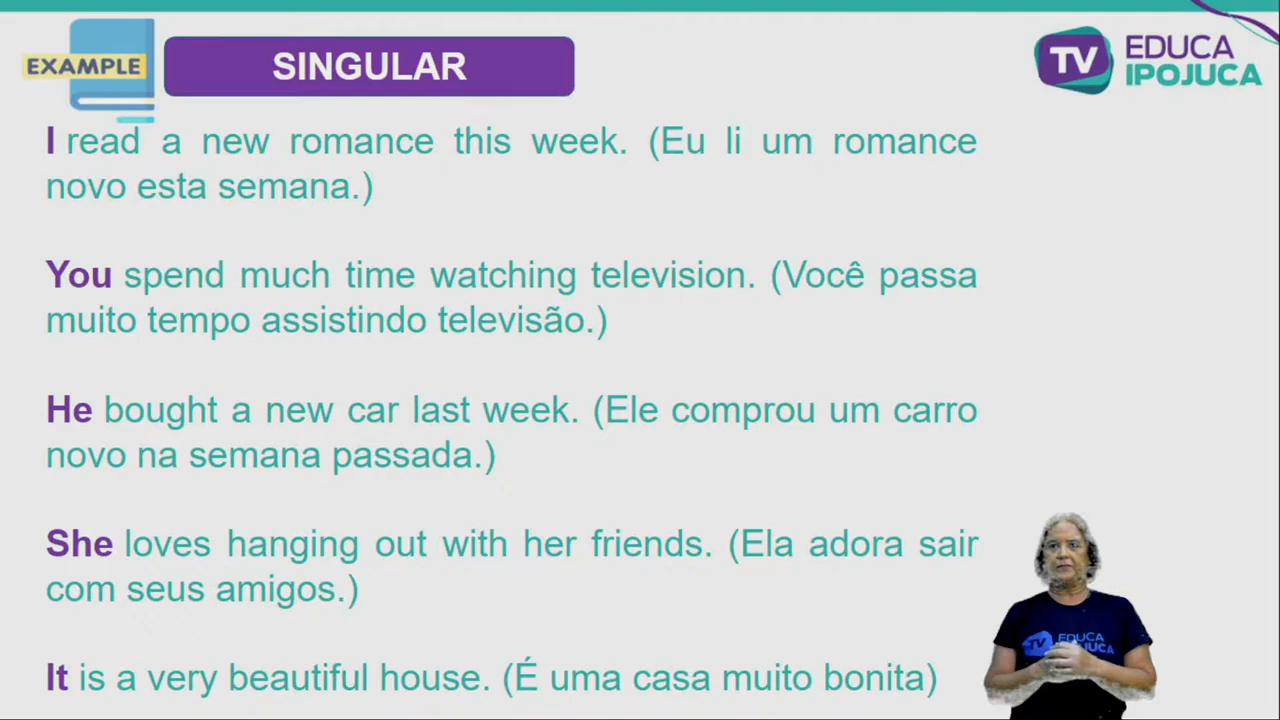 EXAMPLE
SINGULAR
TV EDUCA
IPOJUCA
I read a new romance this week. (Eu li um romance
novo esta semana.)
You spend much time watching television. (Você passa
muito tempo assistindo televisão.)
He bought a new car last week. (Ele comprou um carro
novo na semana passada.)
She loves hanging out with her friends. (Ela adora sair
com seus amigos.)
It is a very beautiful house. (É uma casa muito bonita)
TV EDUCA
IPOJUCA